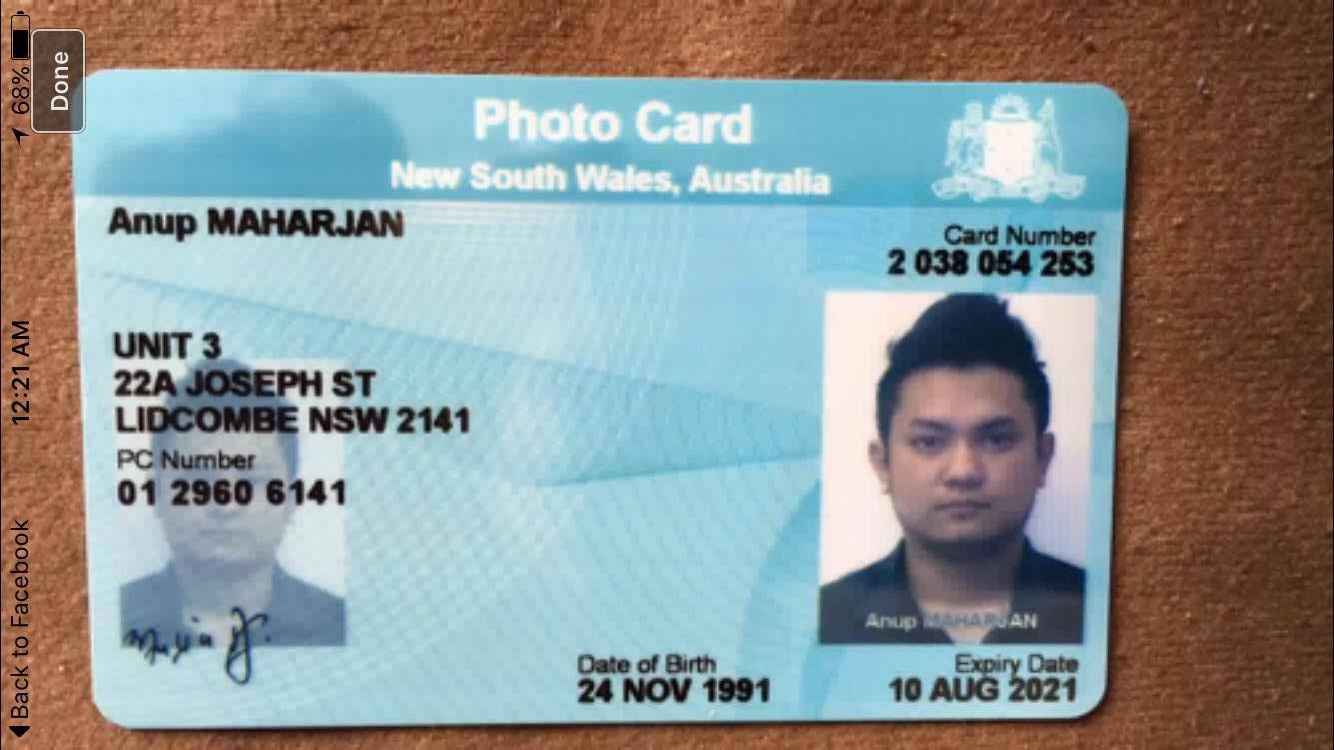 Photo Card
New South Wales, Australia
Anup MAHARJAN
Card Number
2 038 054 253
UNIT 3
22A JOSEPH ST
LIDCOMBE NSW 2141
PC Number
01 2960 6141
Anup MAHARJAN
Date of Birth
24 NOV 1991
Expiry Date
10 AUG 2021
Back to Facebook
12:21 AM
68%
Done